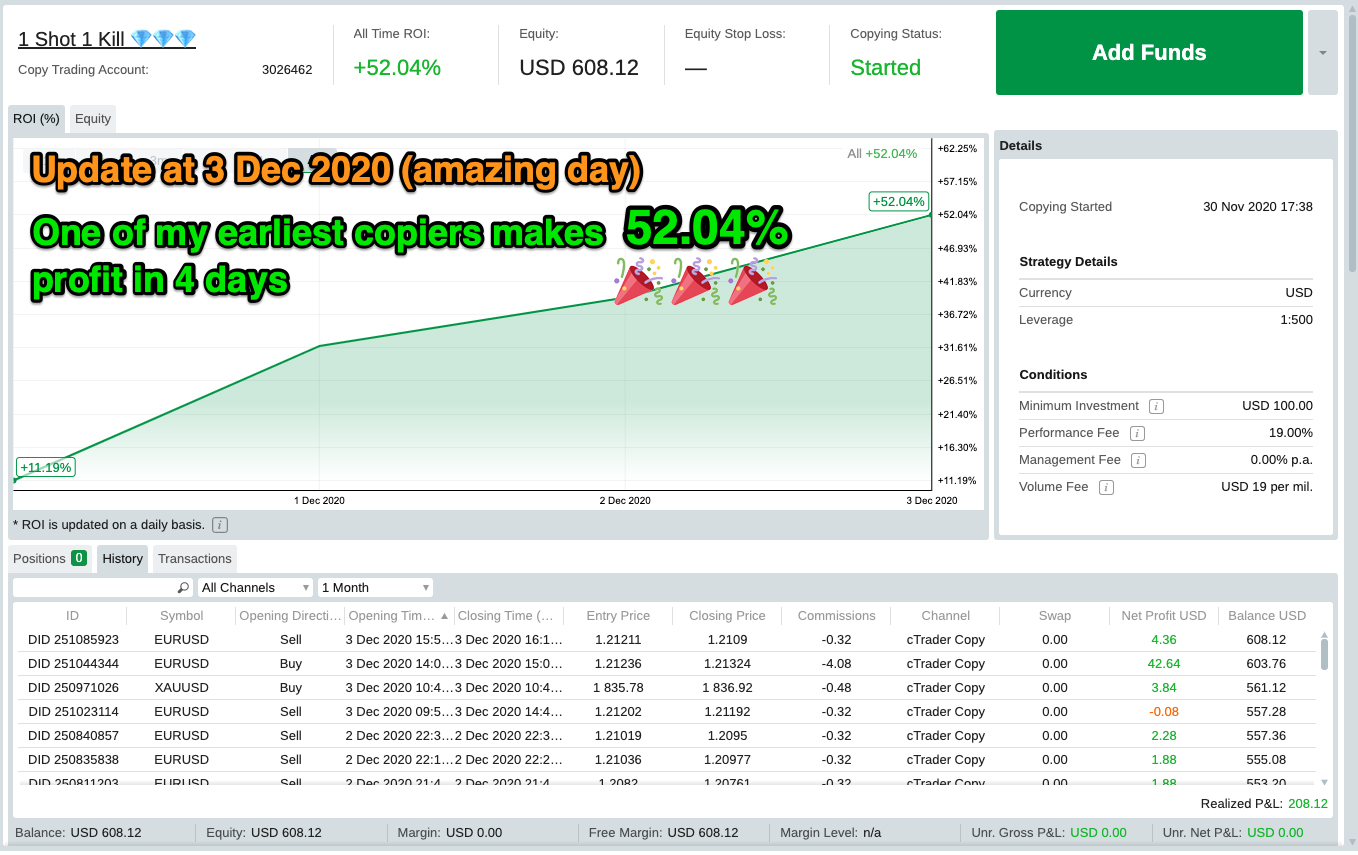 1 Shot 1 Kill 💎💎💎
Copy Trading Account: 3026462
All Time ROI:
+52.04%
Equity:
USD 608.12
Equity Stop Loss:
—
Copying Status:
Started
Add Funds
ROI (%) Equity
Update at 3 Dec 2020 (amazing day)
One of my earliest copiers makes 52.04%
profit in 4 days
All +52.04%
+52.04%
+11.19%
+62.25%
+57.15%
+52.04%
+46.93%
+41.83%
+36.72%
+31.61%
+26.51%
+21.40%
+16.30%
+11.19%
1 Dec 2020 2 Dec 2020 3 Dec 2020
* ROI is updated on a daily basis. i
Details
Copying Started 30 Nov 2020 17:38
Strategy Details
Currency USD
Leverage 1:500
Conditions
Minimum Investment i USD 100.00
Performance Fee i 19.00%
Management Fee i 0.00% p.a.
Volume Fee i USD 19 per mil.
Positions 0 History Transactions
All Channels 1 Month
ID Symbol Opening Directi... Opening Tim... Closing Time (... Entry Price Closing Price Commissions Channel Swap Net Profit USD Balance USD
DID 251085923 EURUSD Sell 3 Dec 2020 15:5... 3 Dec 2020 16:1... 1.21211 1.2109 -0.32 cTrader Copy 0.00 4.36 608.12
DID 251044344 EURUSD Buy 3 Dec 2020 14:0... 3 Dec 2020 15:0... 1.21236 1.21324 -4.08 cTrader Copy 0.00 42.64 603.76
DID 250971026 XAUUSD Buy 3 Dec 2020 10:4... 3 Dec 2020 10:4... 1 835.78 1 836.92 -0.48 cTrader Copy 0.00 3.84 561.12
DID 251023114 EURUSD Sell 3 Dec 2020 09:5... 3 Dec 2020 14:4... 1.21202 1.21192 -0.32 cTrader Copy 0.00 -0.08 557.28
DID 250840857 EURUSD Sell 2 Dec 2020 22:3... 2 Dec 2020 22:3... 1.21019 1.2095 -0.32 cTrader Copy 0.00 2.28 557.36
DID 250835838 EURUSD Sell 2 Dec 2020 22:1... 2 Dec 2020 22:2... 1.21036 1.20977 -0.32 cTrader Copy 0.00 1.88 555.08
DID 250811203 EURUSD Sell 2 Dec 2020 21:4... 2 Dec 2020 21:4... 1.2082 1.20761 -0.32 cTrader Copy 0.00 1.88 553.20
Realized P&L: 208.12
Balance: USD 608.12 Equity: USD 608.12 Margin: USD 0.00 Free Margin: USD 608.12 Margin Level: n/a Unr. Gross P&L: USD 0.00 Unr. Net P&L: USD 0.00